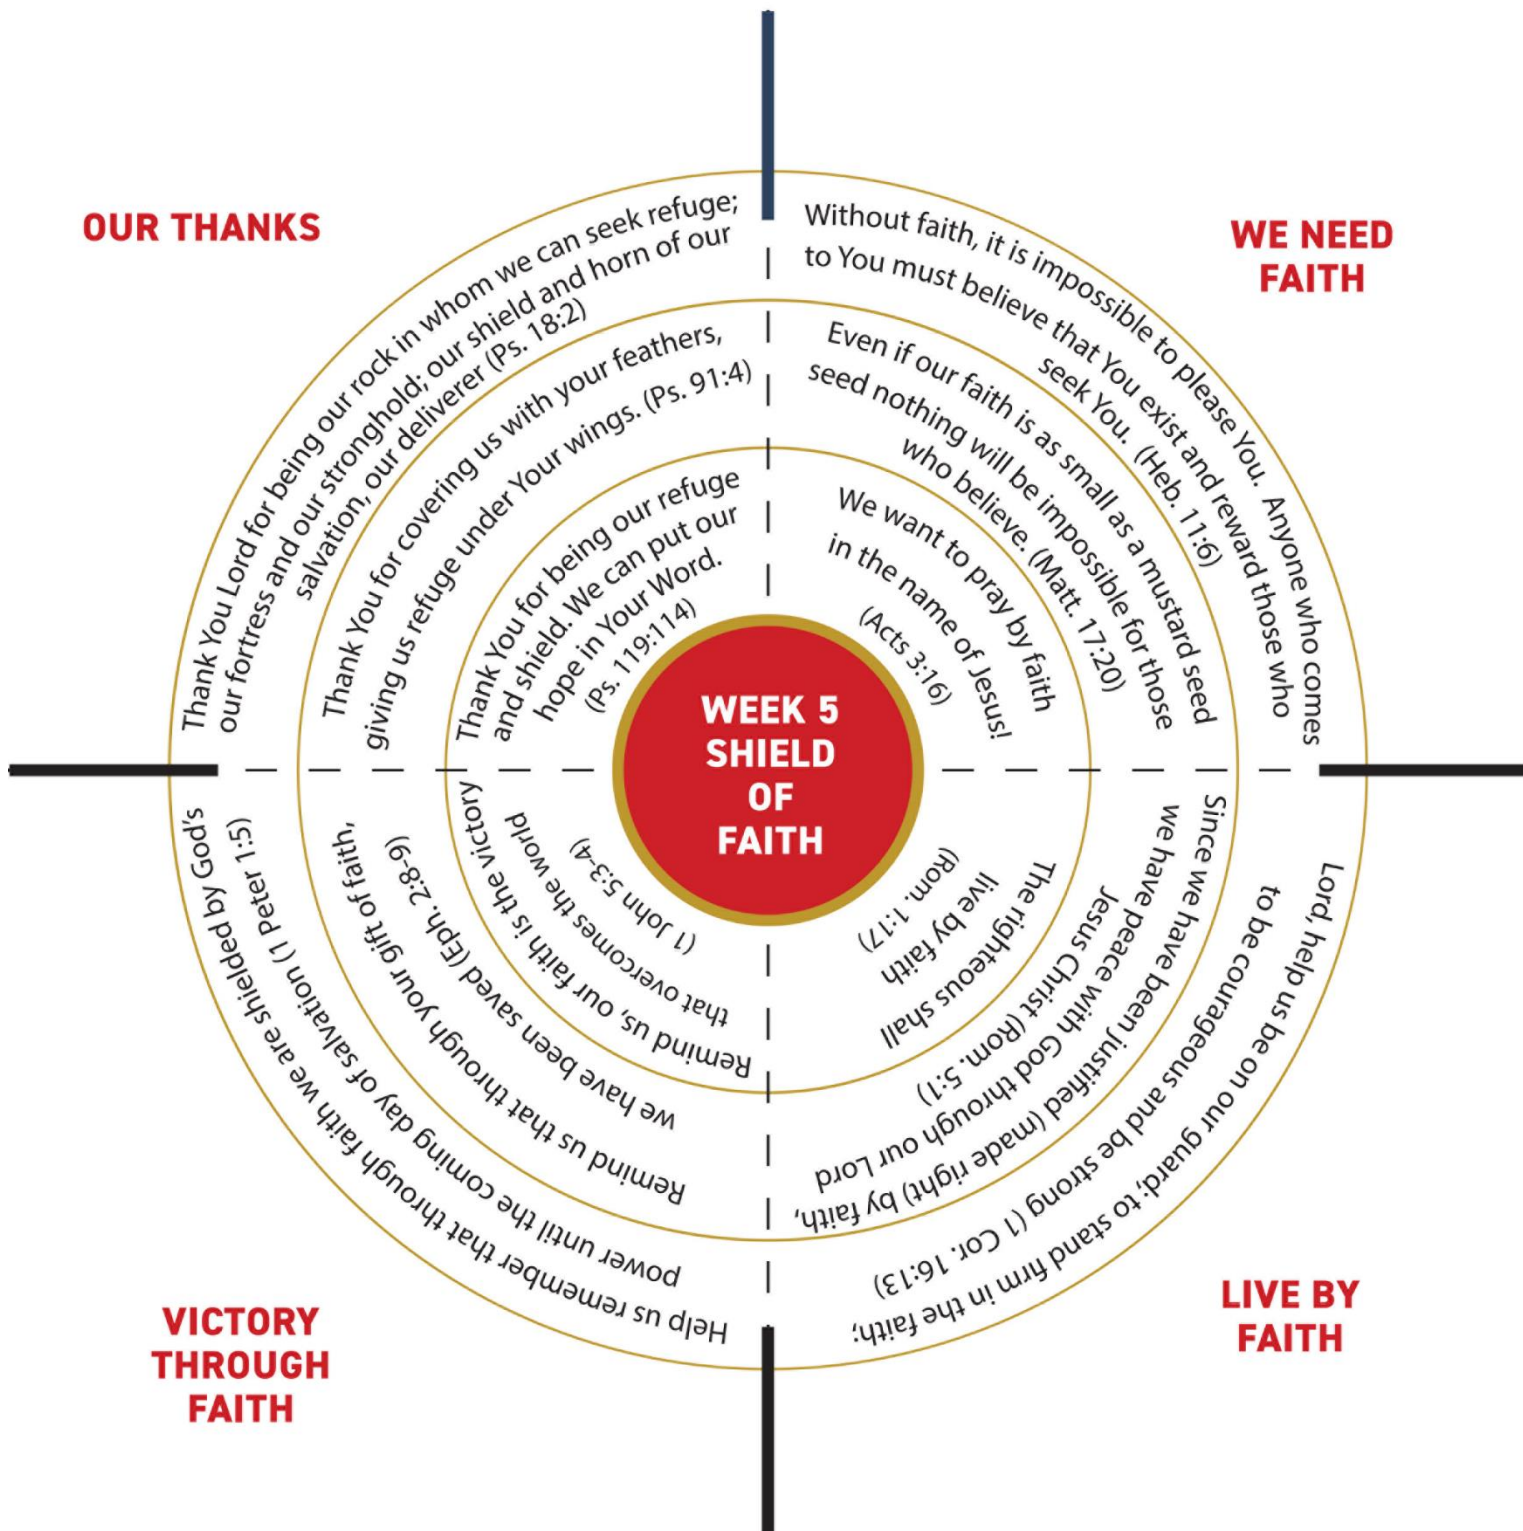 OUR THANKS
Thank You Lord for being our rock in whom we can seek refuge;
our fortress and our stronghold; our shield and horn of our
salvation, our deliverer (Ps. 18:2)
Thank You for covering us with your feathers,
giving us refuge under Your wings. (Ps. 91:4)
Thank You for being our refuge
and shield. We can put our
hope in Your Word.
(Ps. 119:114)
WE NEED
FAITH
Without faith, it is impossible to please You. Anyone who comes
to You must believe that You exist and reward those who
seek You. (Heb. 11:6)
Even if our faith is as small as a mustard seed
seed nothing will be impossible for those
who believe. (Matt. 17:20)
We want to pray by faith
in the name of Jesus!
(Acts 3:16)
WEEK 5
SHIELD
OF
FAITH
LIVE BY
FAITH
Lord, help us be on our guard; to stand firm in the faith;
to be courageous and be strong (1 Cor. 16:13)
Since we have been justified (made right) by faith,
we have peace with God through our Lord
Jesus Christ (Rom. 5:1)
The righteous shall
live by faith
(Rom. 1:17)
VICTORY
THROUGH
FAITH
Help us remember that through faith we are shielded by God's
power until the coming day of salvation (1 Peter 1:5)
Remind us that through your gift of faith,
we have been saved (Eph. 2:8-9)
Remind us, our faith is the victory
that overcomes the world
(1 John 5:3-4)